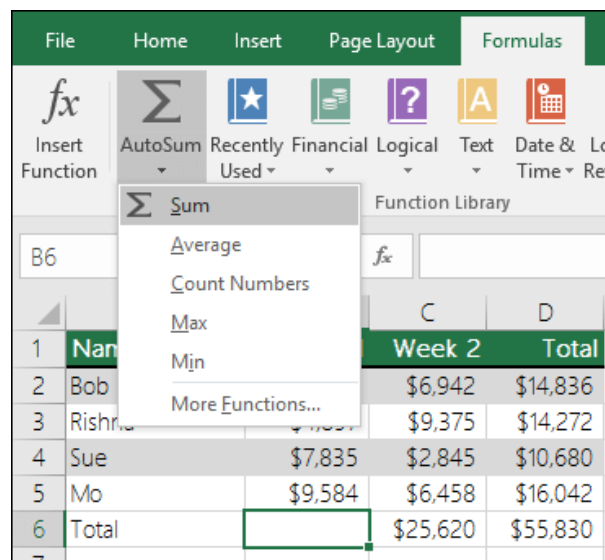 File Home Insert Page Layout Formulas
fx
Insert Function AutoSum Recently Used Financial Logical Text Date & Time
Function Library
Sum
Average
Count Numbers
Max
Min
More Functions...
B6 fx
C D
1 Week 2 Total
2 Bob $6,942 $14,836
3 $9,375 $14,272
4 Sue $7,835 $2,845 $10,680
5 Mo $9,584 $6,458 $16,042
6 Total $25,620 $55,830